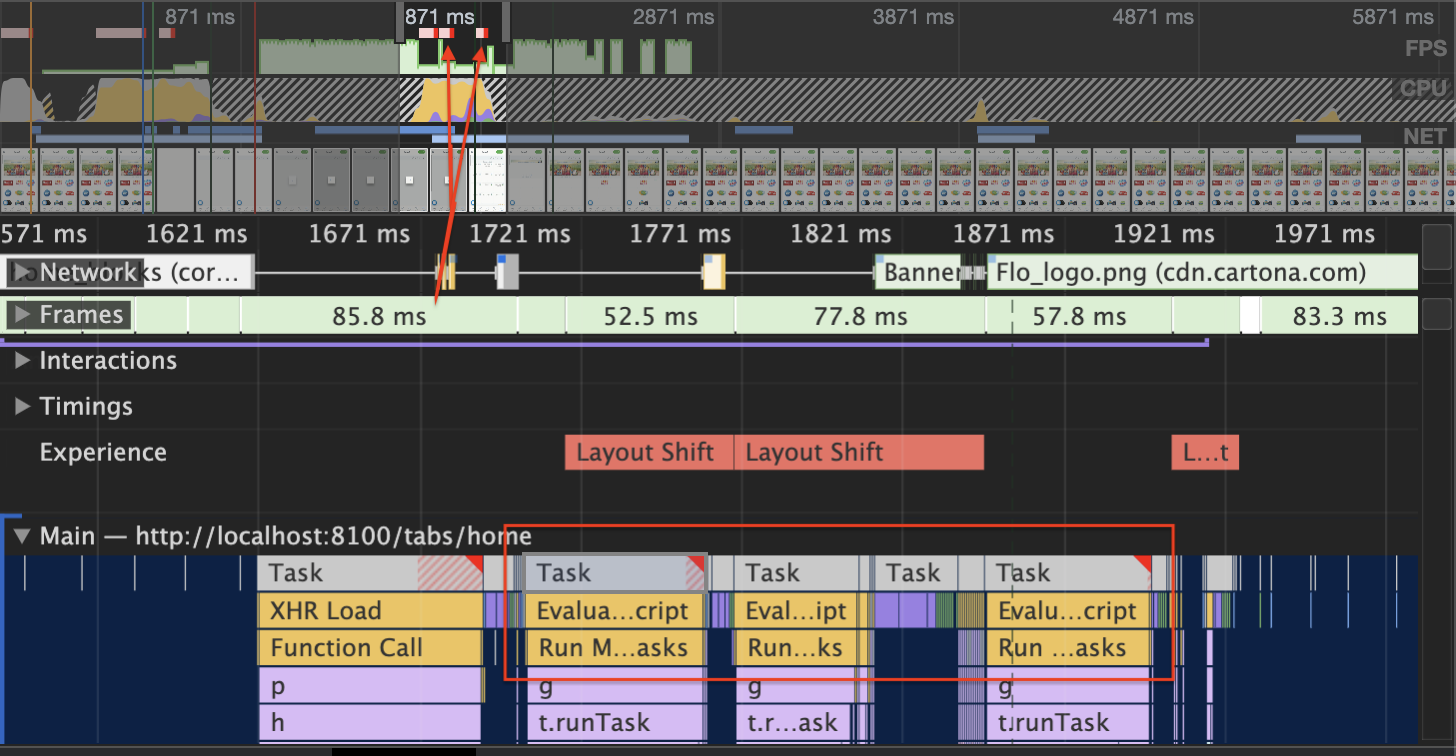 871 ms 871 ms 2871 ms 3871 ms 4871 ms 5871 ms
FPS
CPU
NET
571 ms 1621 ms 1671 ms 1721 ms 1771 ms 1821 ms 1871 ms 1921 ms 1971 ms
Network ks (cor... Banner Flo_logo.png (cdn.cartona.com)
Frames 85.8 ms 52.5 ms 77.8 ms 57.8 ms 83.3 ms
Interactions
Timings
Experience Layout Shift Layout Shift L...t
Main — http://localhost:8100/tabs/home
Task Task Task Task Task
XHR Load Evalua...cript Eval...ipt Evalu...cript
Function Call Run M...asks Run...ks Run ...asks
p g g g
h t.runTask t.r...ask t.runTask